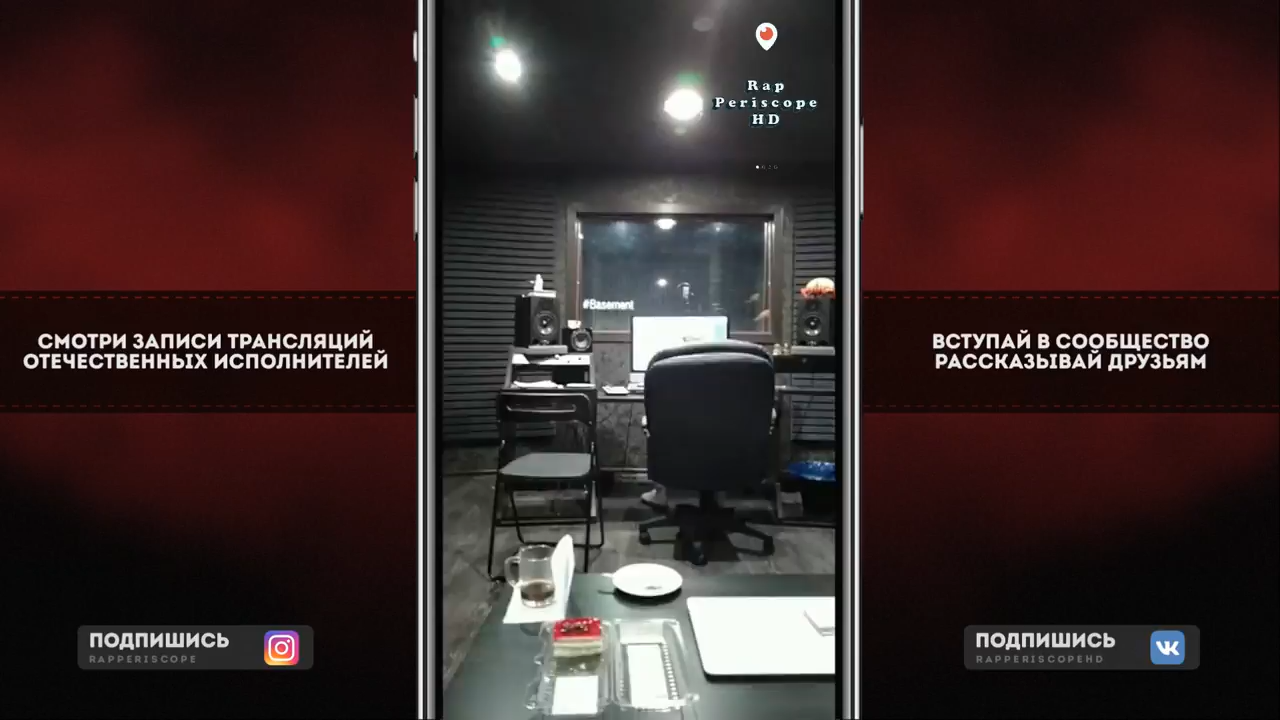 Rap
Periscope
HD
#Basement
СМОТРИ ЗАПИСИ ТРАНСЛЯЦИЙ
ОТЕЧЕСТВЕННЫХ ИСПОЛНИТЕЛЕЙ
ВСТУПАЙ В СООБЩЕСТВО
РАССКАЗЫВАЙ ДРУЗЬЯМ
ПОДПИШИСЬ
RAPPERISCOPE
ПОДПИШИСЬ
RAPPERISCOPEHD